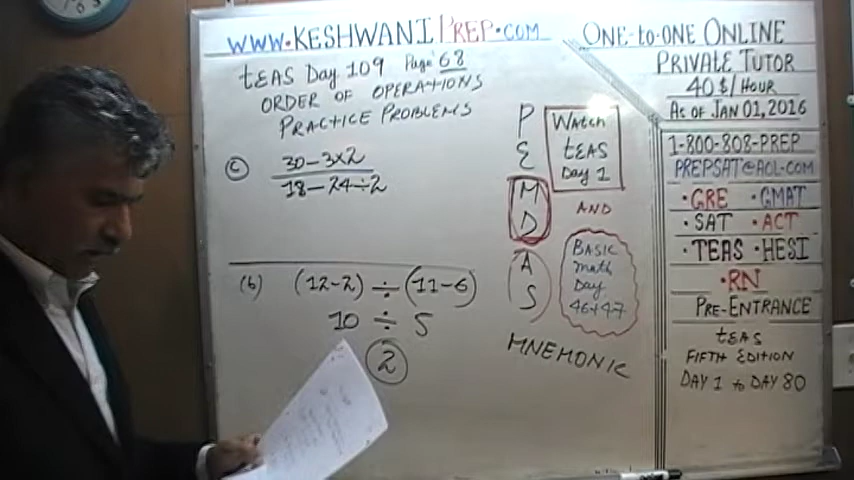 WWW.KESHWANIPREP.COM
TEAS Day 109 Page 68
ORDER OF OPERATIONS
PRACTICE PROBLEMS
(c) 30-3×2
18-24÷2
(b) (12-2) ÷ (11-6)
10 ÷ 5
2
P
E
M
D
A
S
MNEMONIC
Watch
TEAS
Day 1
AND
BASIC
math
Day
46+47
ONE-TO-ONE ONLINE
PRIVATE TUTOR
40$/HOUR
AS OF JAN 01, 2016
1-800-808-PREP
PREPSAT@AOL.COM
•GRE •GMAT
•SAT •ACT
•TEAS •HESI
•RN
PRE-ENTRANCE
TEAS
FIFTH EDITION
DAY 1 to DAY 80